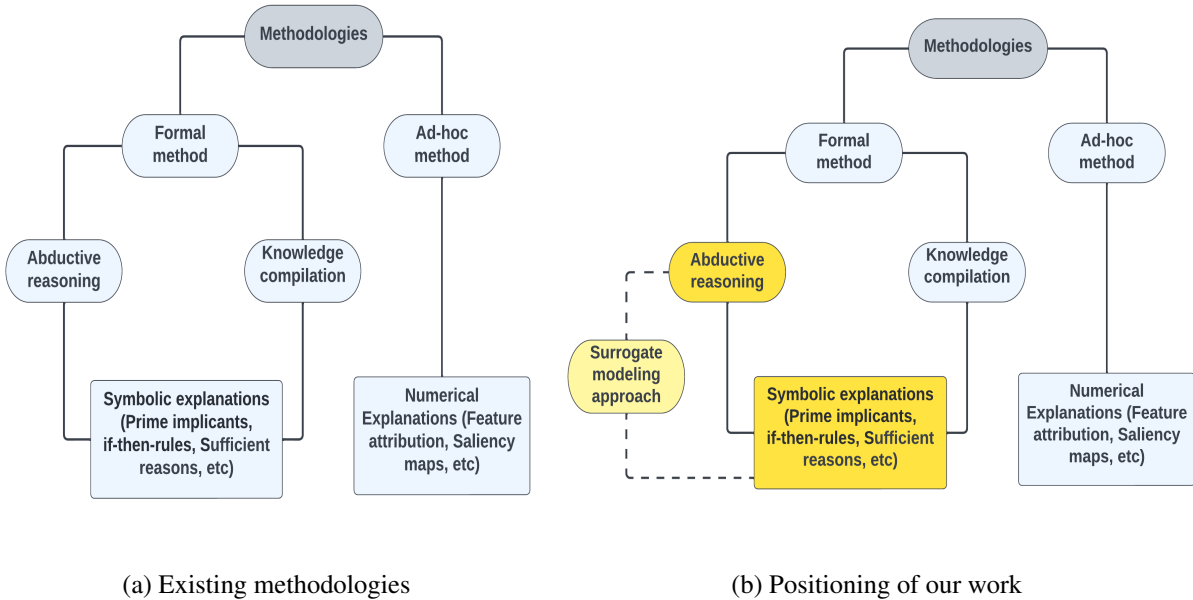 Methodologies
Formal
method
Ad-hoc
method
Abductive
reasoning
Knowledge
compilation
Symbolic explanations
(Prime implicants,
if-then-rules, Sufficient
reasons, etc)
Numerical
Explanations (Feature
attribution, Saliency
maps, etc)
(a) Existing methodologies
Methodologies
Formal
method
Ad-hoc
method
Abductive
reasoning
Knowledge
compilation
Surrogate
modeling
approach
Symbolic explanations
(Prime implicants,
if-then-rules, Sufficient
reasons, etc)
Numerical
Explanations (Feature
attribution, Saliency
maps, etc)
(b) Positioning of our work